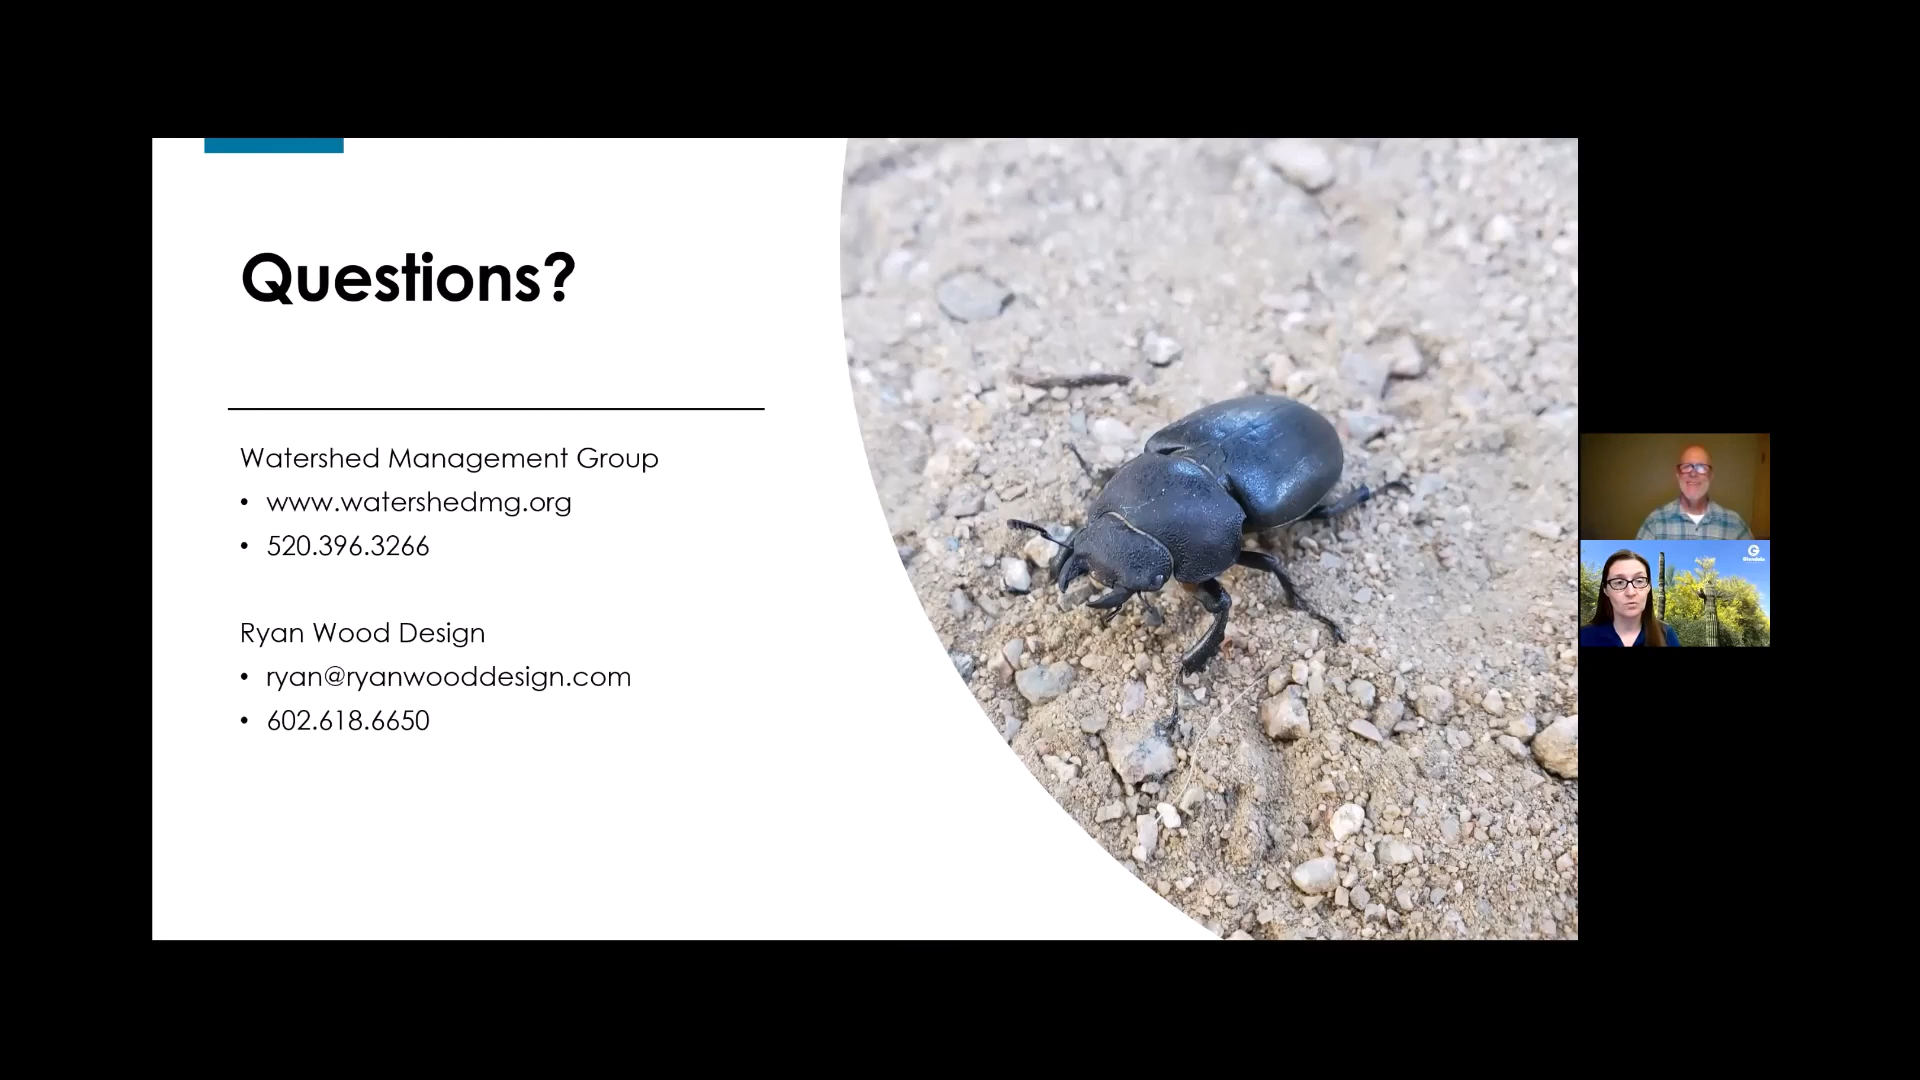 Questions?
Watershed Management Group
• www.watershedmg.org
• 520.396.3266
Ryan Wood Design
• ryan@ryanwooddesign.com
• 602.618.6650
G
Glendale